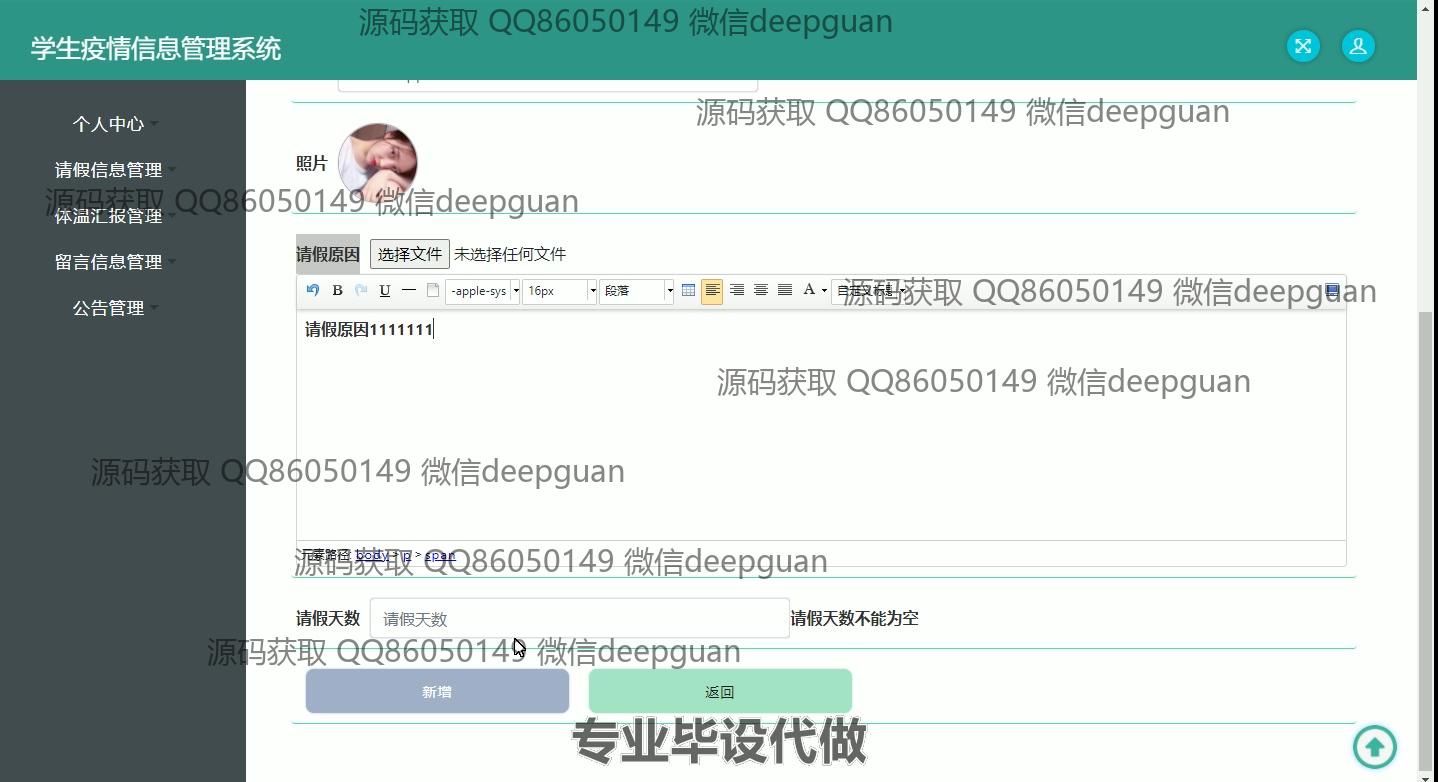 源码获取 QQ86050149 微信deepguan
学生疫情信息管理系统
个人中心
请假信息管理
体温汇报管理
留言信息管理
公告管理
源码获取 QQ86050149 微信deepguan
照片
源码获取 QQ86050149 微信deepguan
请假原因 选择文件 未选择任何文件
B U -apple-sys 16px 段落 A 自定义标题
源码获取 QQ86050149 微信deepguan
请假原因1111111
源码获取 QQ86050149 微信deepguan
源码获取 QQ86050149 微信deepguan
元素路径: body > p > span
源码获取 QQ86050149 微信deepguan
请假天数 请假天数 请假天数不能为空
源码获取 QQ86050149 微信deepguan
新增 返回
专业毕设代做